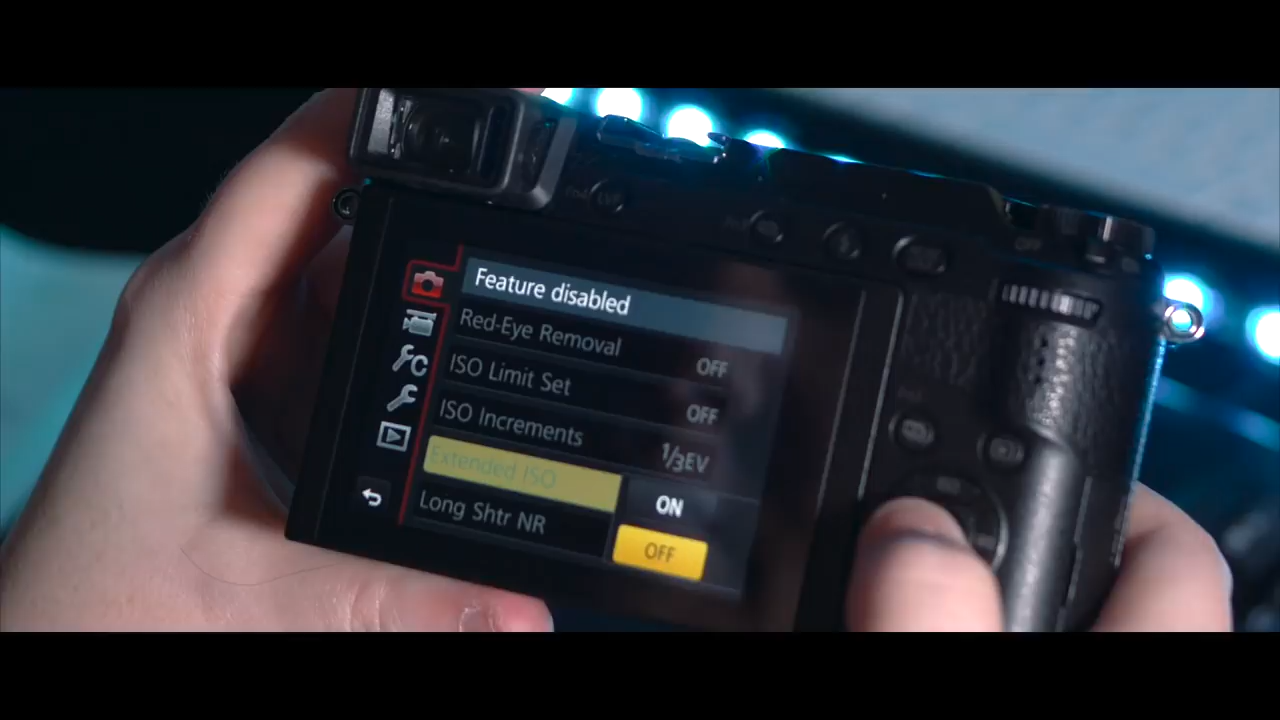 Feature disabled
Red-Eye Removal OFF
ISO Limit Set OFF
ISO Increments 1/3EV
Extended ISO ON
Long Shtr NR OFF